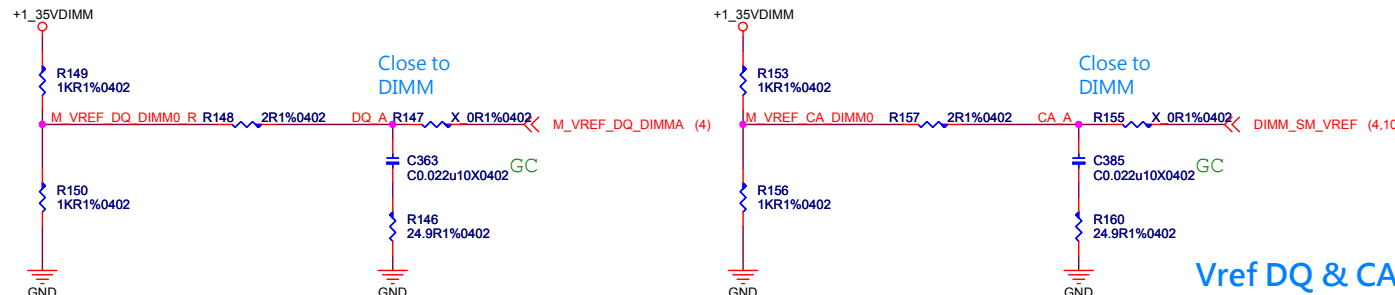 +1_35VDIMM
R149
1KR1%0402
Close to
DIMM
M_VREF_DQ_DIMM0_R R148 2R1%0402 DQ_A R147 X_0R1%0402 M_VREF_DQ_DIMMA (4)
C363
C0.022u10X0402 GC
R150
1KR1%0402
R146
24.9R1%0402
GND GND
+1_35VDIMM
R153
1KR1%0402
Close to
DIMM
M_VREF_CA_DIMM0 R157 2R1%0402 CA_A R155 X_0R1%0402 DIMM_SM_VREF (4,10
C385
C0.022u10X0402 GC
R156
1KR1%0402
R160
24.9R1%0402
GND GND
Vref DQ & CA